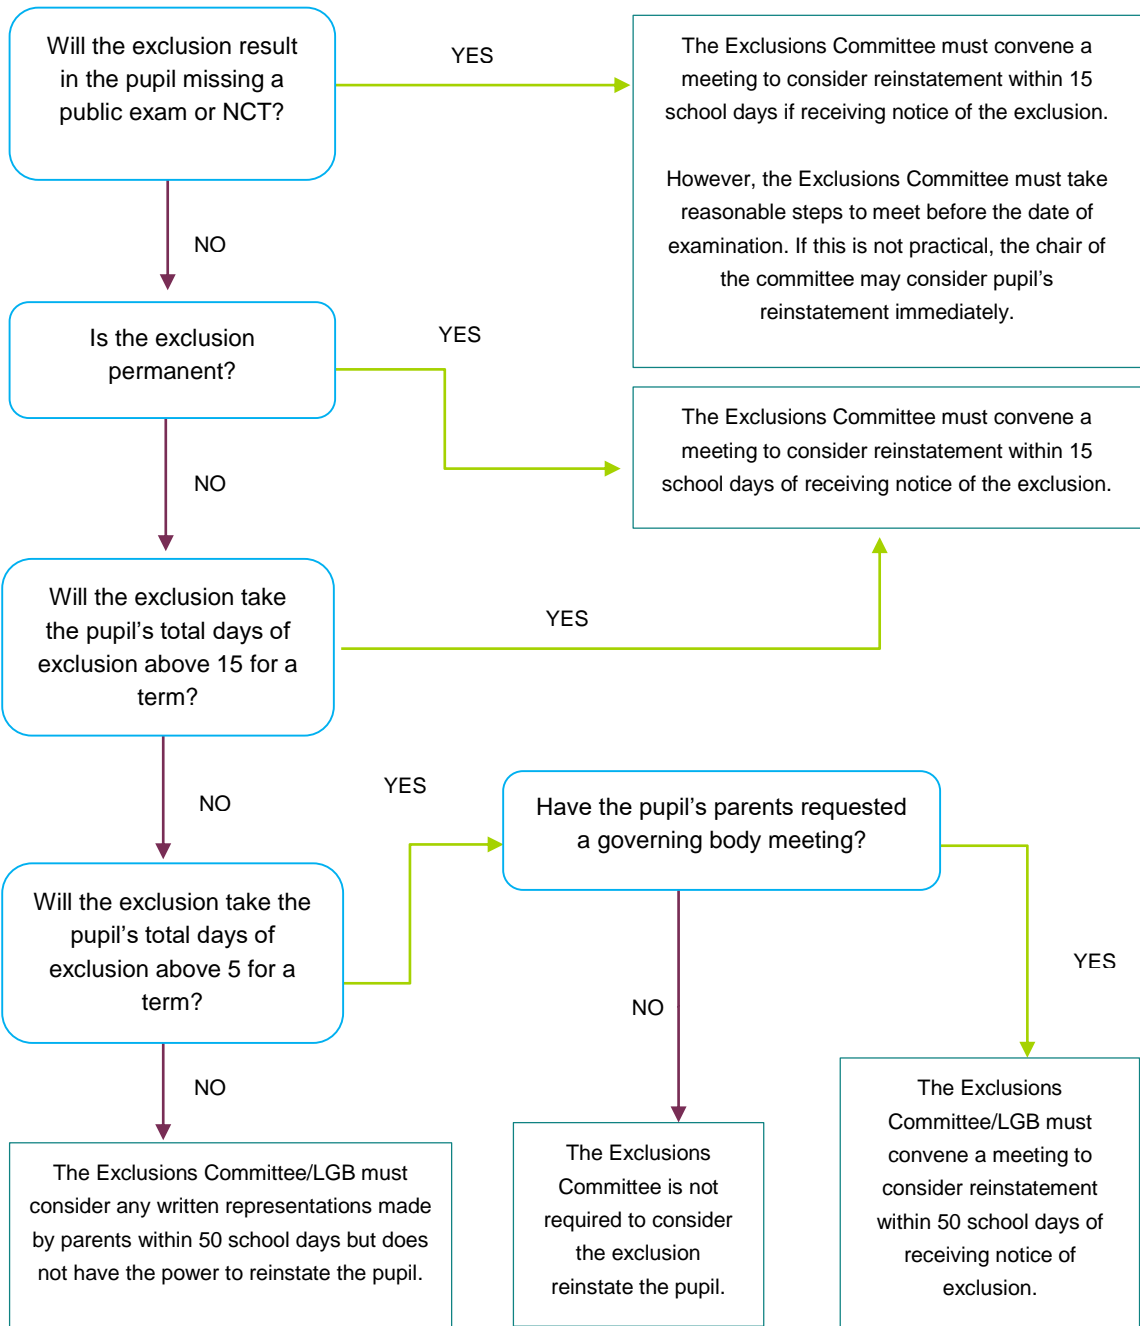 Will the exclusion result
in the pupil missing a
public exam or NCT?
YES
The Exclusions Committee must convene a
meeting to consider reinstatement within 15
school days if receiving notice of the exclusion.
However, the Exclusions Committee must take
reasonable steps to meet before the date of
examination. If this is not practical, the chair of
the committee may consider pupil's
reinstatement immediately.
NO
Is the exclusion
permanent?
YES
The Exclusions Committee must convene a
meeting to consider reinstatement within 15
school days of receiving notice of the exclusion.
NO
Will the exclusion take
the pupil's total days of
exclusion above 15 for a
term?
YES
NO
YES
Have the pupil's parents requested
a governing body meeting?
Will the exclusion take the
pupil's total days of
exclusion above 5 for a
term?
NO
YES
NO
The Exclusions Committee/LGB must
consider any written representations made
by parents within 50 school days but does
not have the power to reinstate the pupil.
The Exclusions
Committee is not
required to consider
the exclusion
reinstate the pupil.
The Exclusions
Committee/LGB must
convene a meeting to
consider reinstatement
within 50 school days of
receiving notice of
exclusion.